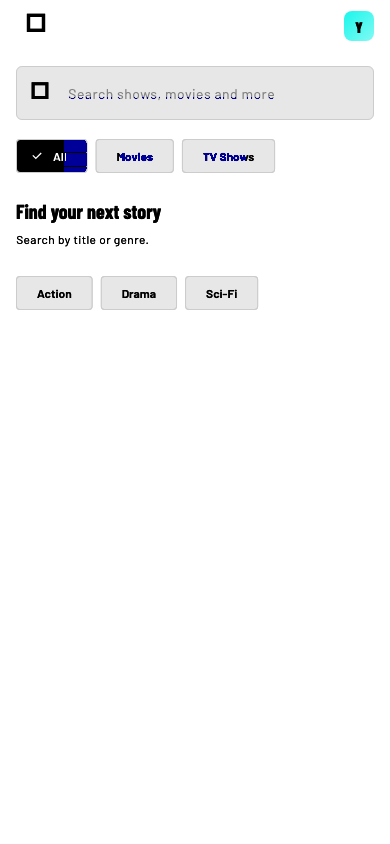 Y
Search shows, movies and more
All
Movies
TV Shows
Find your next story
Search by title or genre.
Action
Drama
Sci-Fi